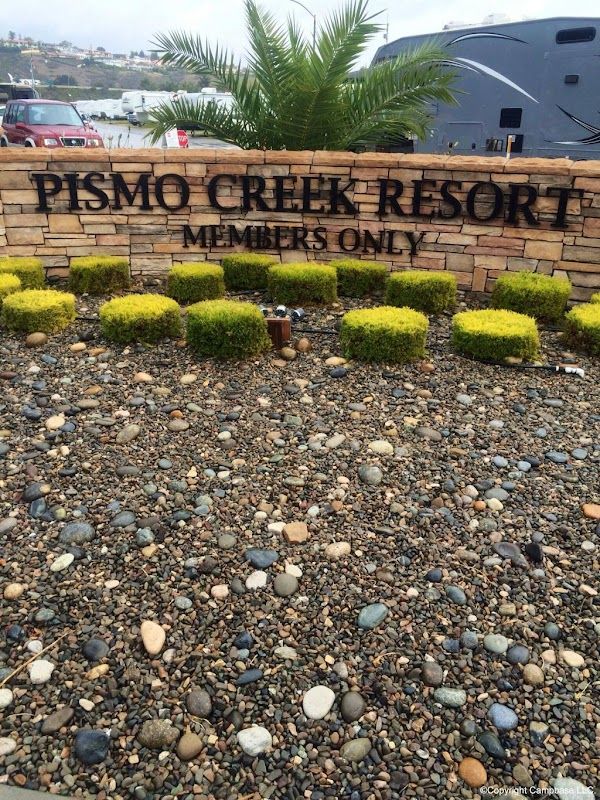 PISMO CREEK RESORT
MEMBERS ONLY
©Copyright Campbase LLC.